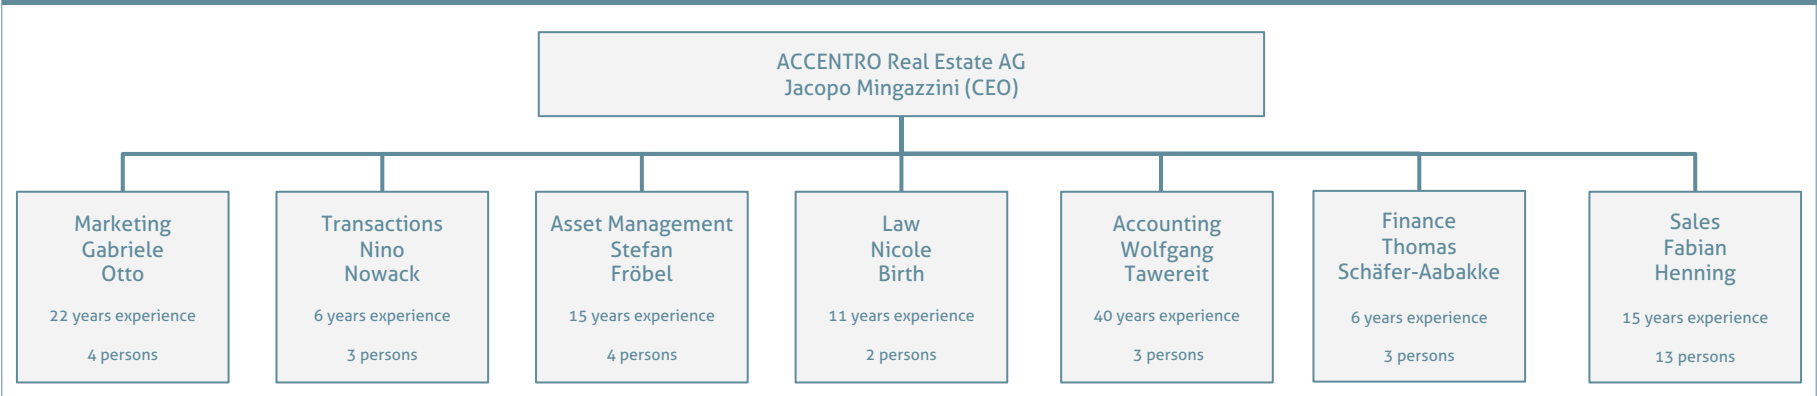 ACCENTRO Real Estate AG
Jacopo Mingazzini (CEO)
Marketing
Gabriele
Otto
22 years experience
4 persons
Transactions
Nino
Nowack
6 years experience
3 persons
Asset Management
Stefan
Fröbel
15 years experience
4 persons
Law
Nicole
Birth
11 years experience
2 persons
Accounting
Wolfgang
Tawereit
40 years experience
3 persons
Finance
Thomas
Schäfer-Aabakke
6 years experience
3 persons
Sales
Fabian
Henning
15 years experience
13 persons